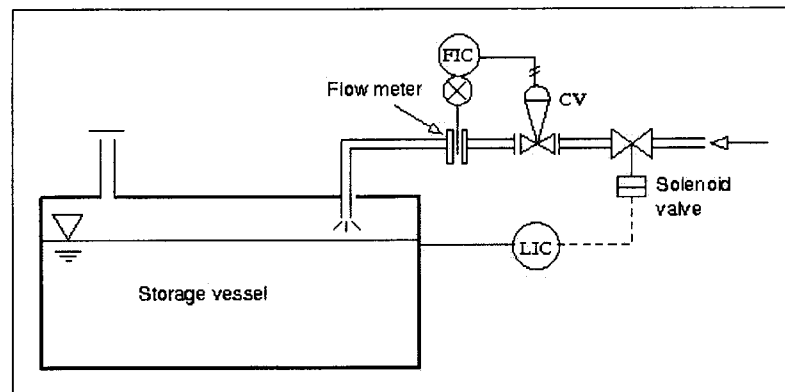 FIC
Flow meter
CV
Solenoid
valve
LIC
Storage vessel